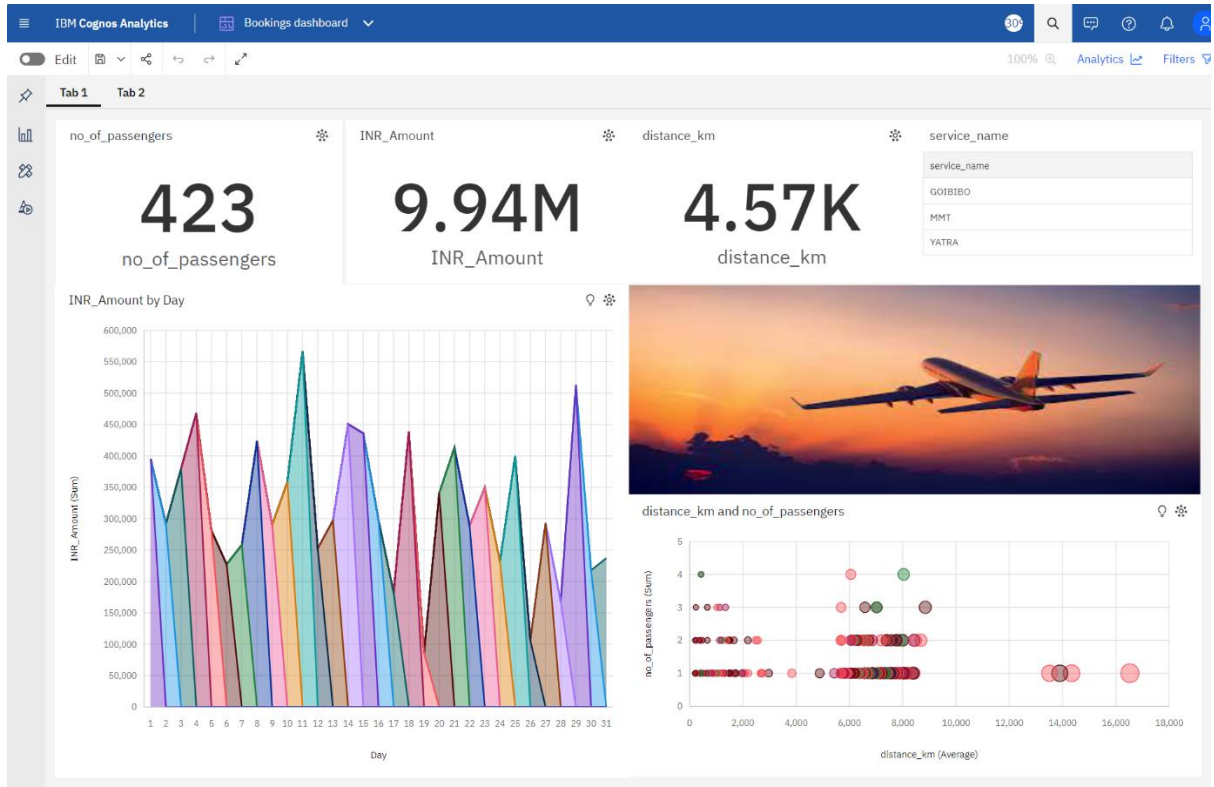 IBM Cognos Analytics
Bookings dashboard
Edit
100%
Analytics
Filters
Tab 1 Tab 2
no_of_passengers
423
no_of_passengers
INR_Amount
9.94M
INR_Amount
distance_km
4.57K
distance_km
service_name
service_name
GOIBIBO
MMT
YATRA
INR_Amount by Day
INR_Amount (Sum)
600,000
550,000
500,000
450,000
400,000
350,000
300,000
250,000
200,000
150,000
100,000
50,000
0
1 2 3 4 5 6 7 8 9 10 11 12 13 14 15 16 17 18 19 20 21 22 23 24 25 26 27 28 29 30 31
Day
distance_km and no_of_passengers
no_of_passengers (Sum)
5
4
3
2
1
0
0 2,000 4,000 6,000 8,000 10,000 12,000 14,000 16,000 18,000
distance_km (Average)